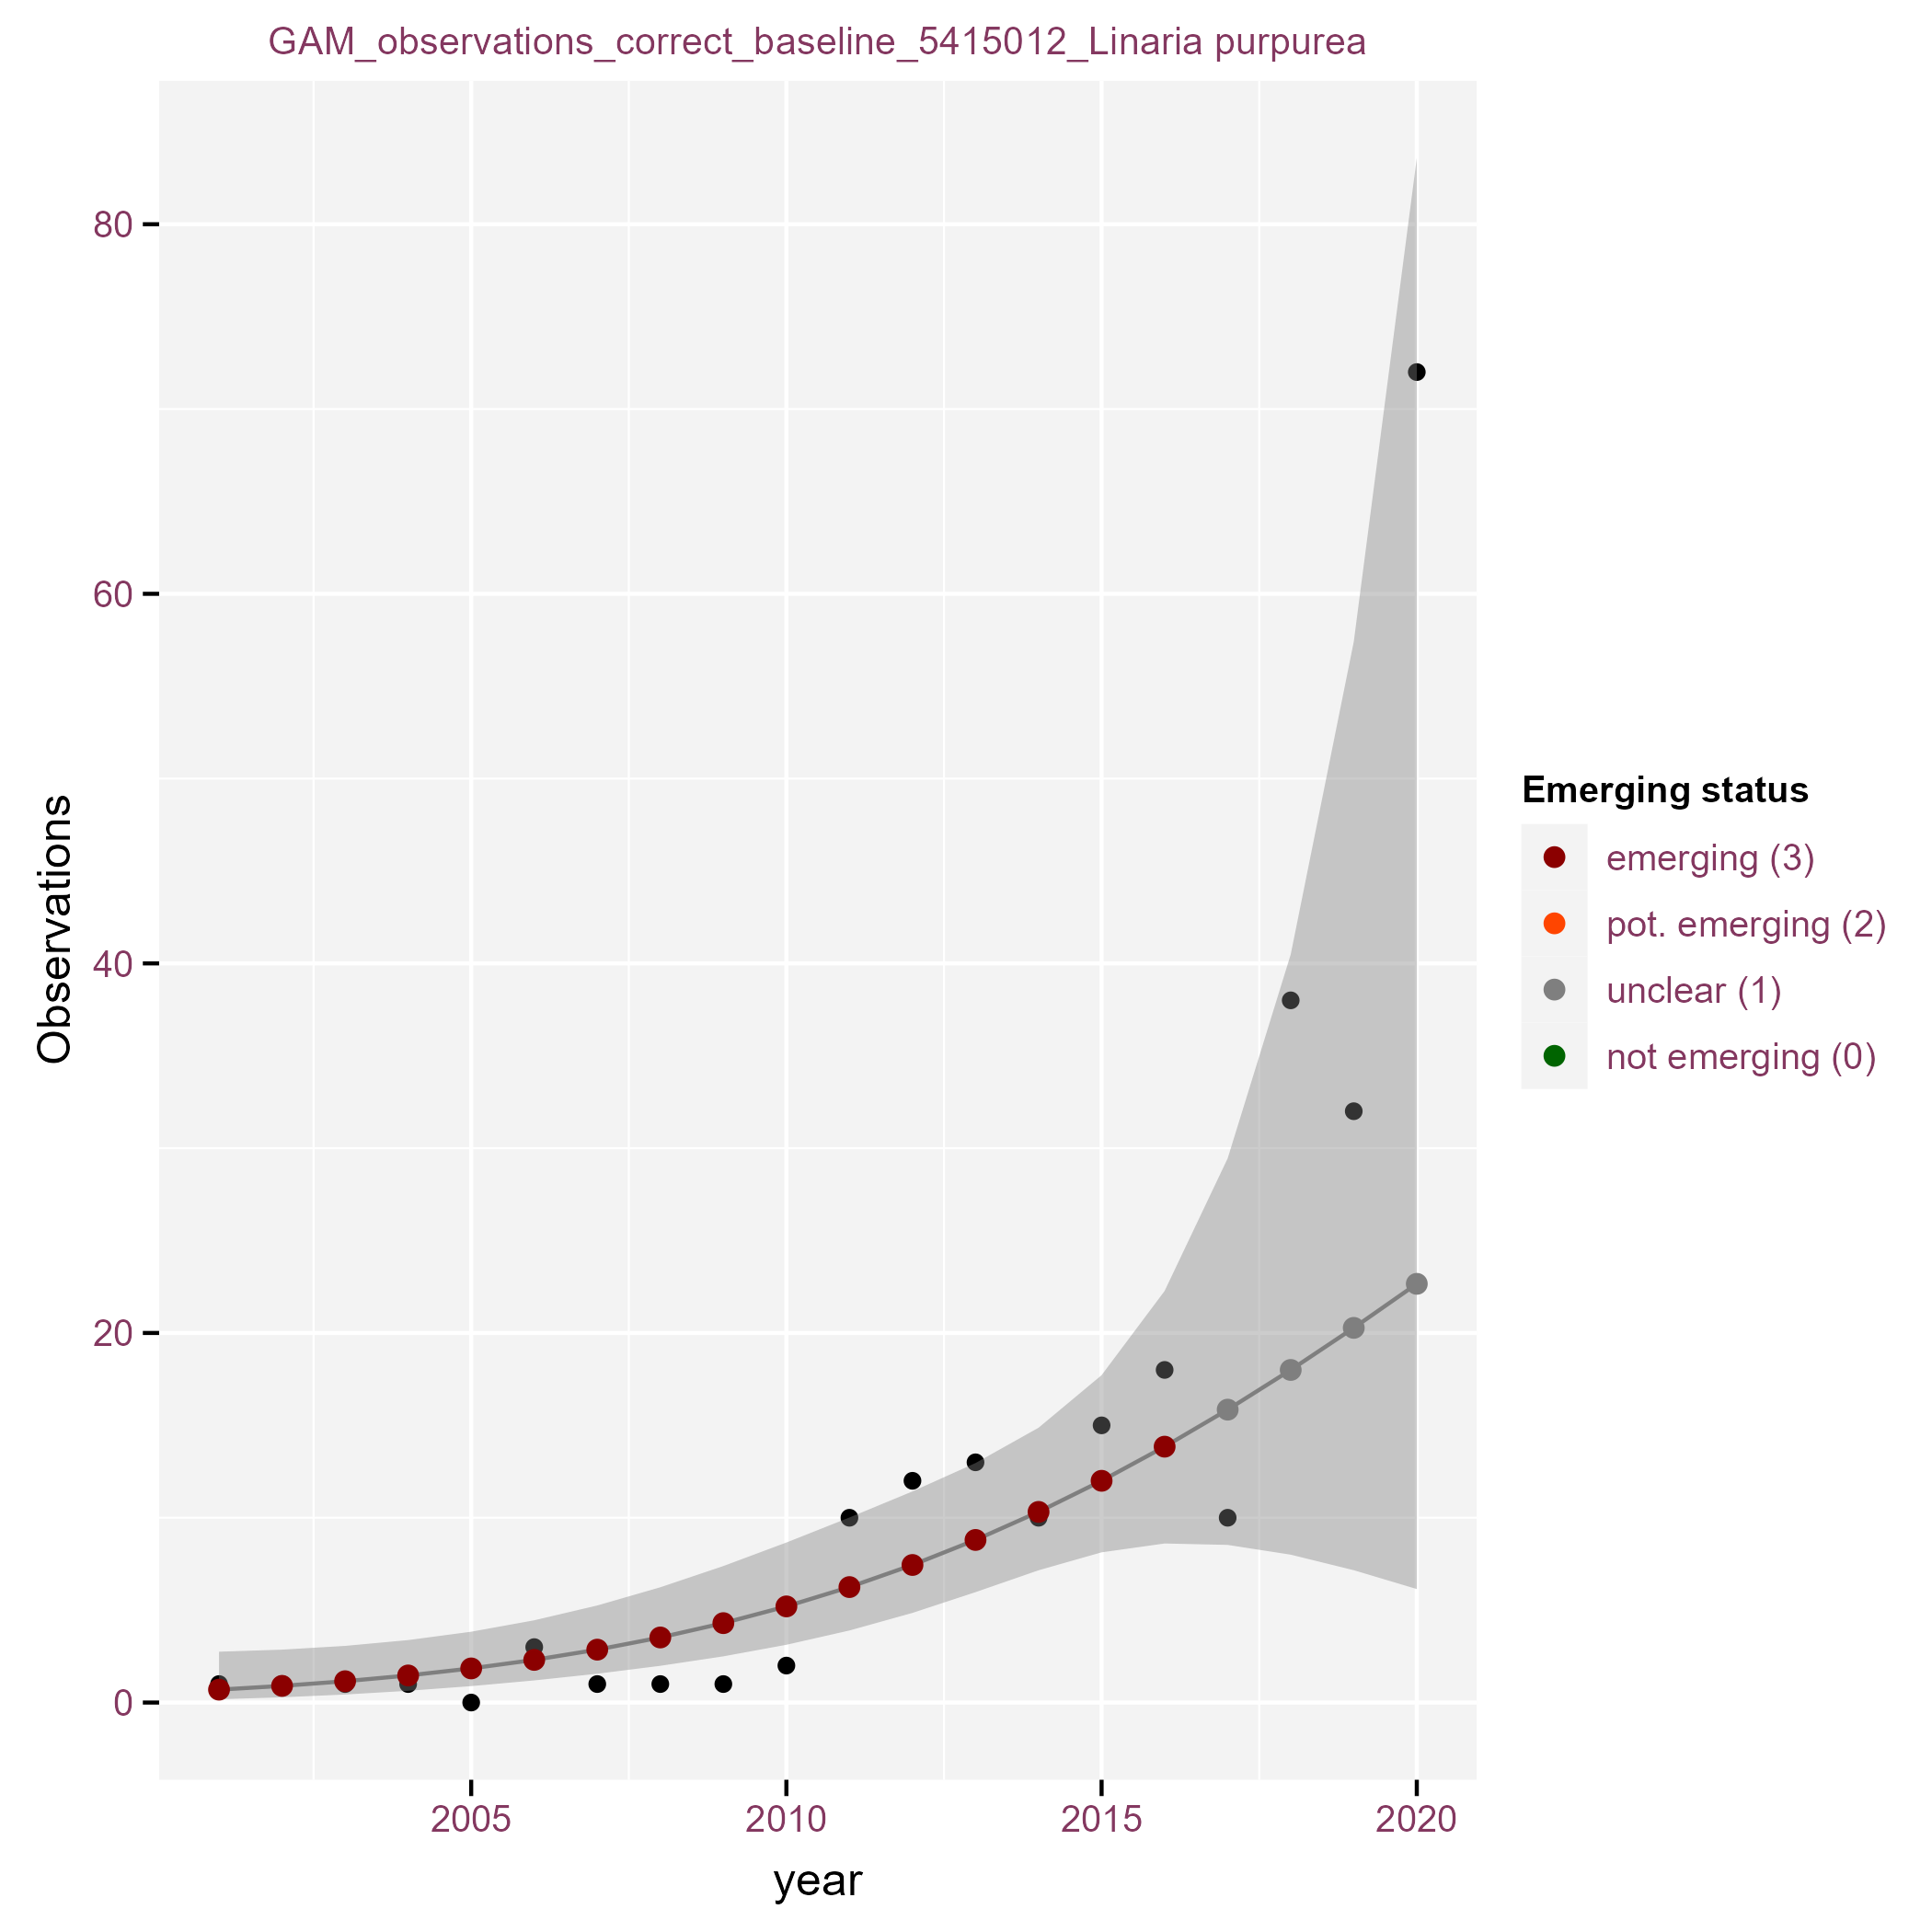 GAM_observations_correct_baseline_5415012_Linaria purpurea
80
60
40
20
0
Observations
2005
2010
2015
2020
year
Emerging status
emerging (3)
pot. emerging (2)
unclear (1)
not emerging (0)